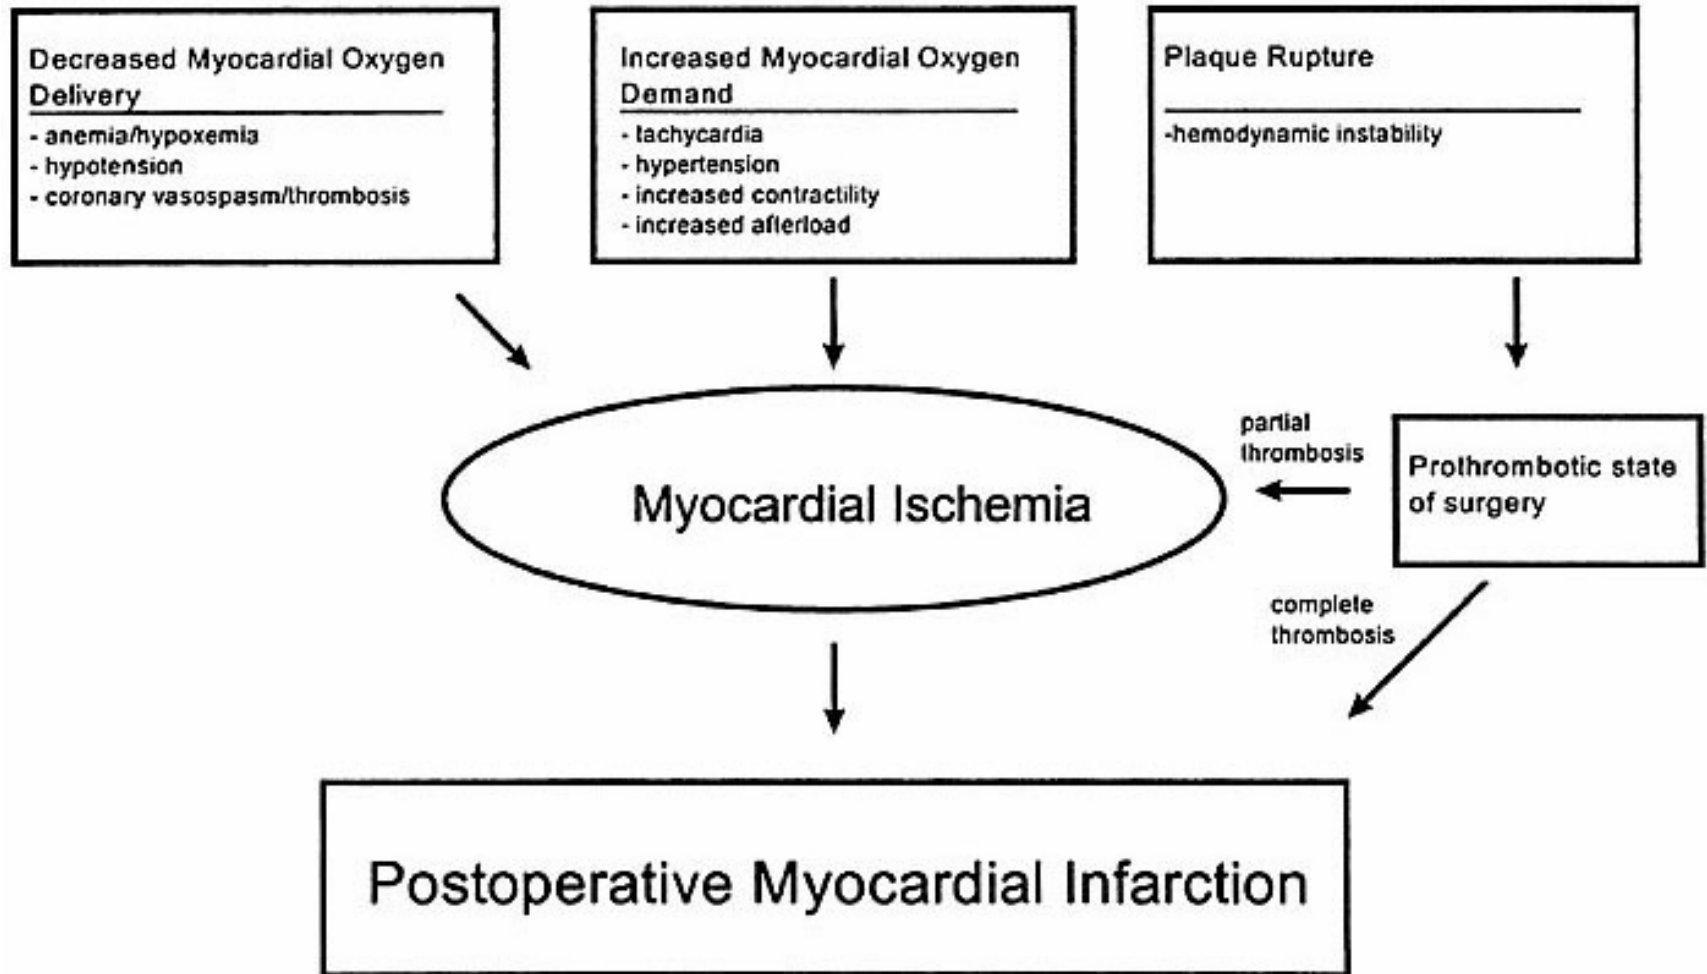 Decreased Myocardial Oxygen
Delivery
- anemia/hypoxemia
- hypotension
- coronary vasospasm/thrombosis
Increased Myocardial Oxygen
Demand
- tachycardia
- hypertension
- increased contractility
- increased afterload
Plaque Rupture
-hemodynamic instability
Myocardial Ischemia
partial
thrombosis
Prothrombotic state
of surgery
complete
thrombosis
Postoperative Myocardial Infarction